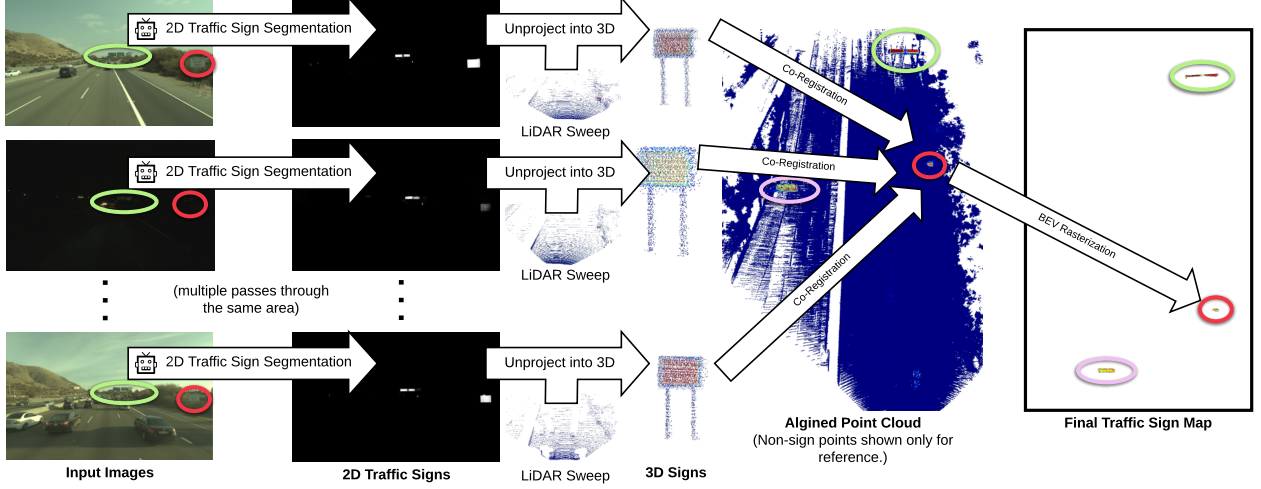 2D Traffic Sign Segmentation
Unproject into 3D
LiDAR Sweep
Co-Registration
2D Traffic Sign Segmentation
Unproject into 3D
LiDAR Sweep
Co-Registration
BEV Rasterization
(multiple passes through
the same area)
2D Traffic Sign Segmentation
Unproject into 3D
LiDAR Sweep
Co-Registration
Input Images
2D Traffic Signs
3D Signs
Algined Point Cloud
(Non-sign points shown only for
reference.)
Final Traffic Sign Map